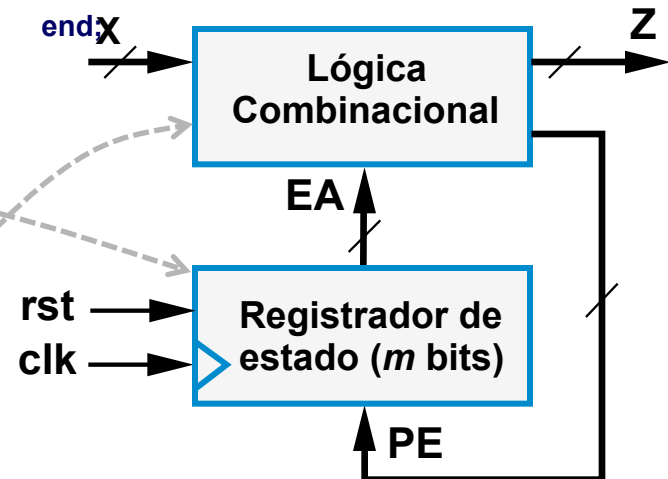 end;
X
Z
Lógica
Combinacional
EA
rst
clk
Registrador de
estado (m bits)
PE